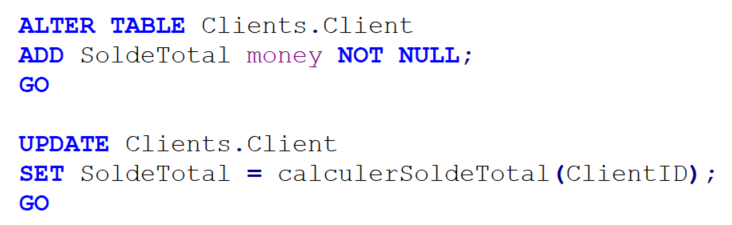 ALTER TABLE Clients.Client
ADD SoldeTotal money NOT NULL;
GO
UPDATE Clients.Client
SET SoldeTotal = calculerSoldeTotal(ClientID);
GO